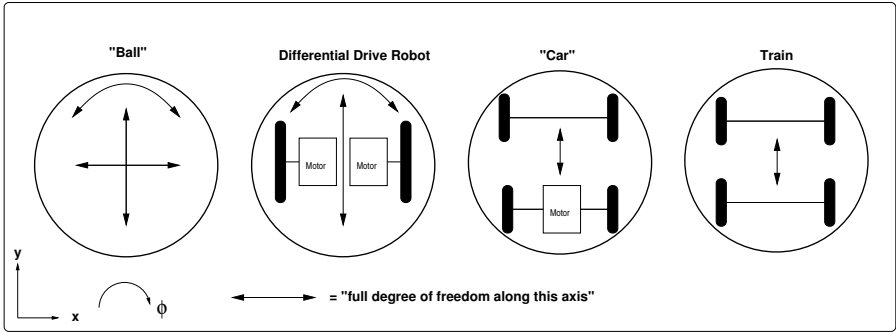 "Ball"
Differential Drive Robot
"Car"
Train
Motor
Motor
Motor
y
x
ϕ
= "full degree of freedom along this axis"